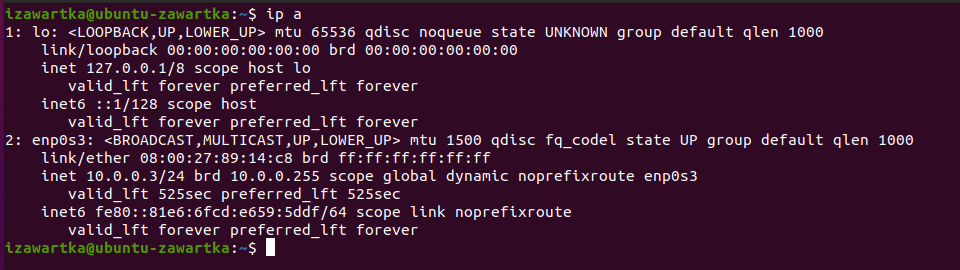 izawartka@ubuntu-zawartka:~$ ip a
1: lo: <LOOPBACK,UP,LOWER_UP> mtu 65536 qdisc noqueue state UNKNOWN group default qlen 1000
    link/loopback 00:00:00:00:00:00 brd 00:00:00:00:00:00
    inet 127.0.0.1/8 scope host lo
       valid_lft forever preferred_lft forever
    inet6 ::1/128 scope host
       valid_lft forever preferred_lft forever
2: enp0s3: <BROADCAST,MULTICAST,UP,LOWER_UP> mtu 1500 qdisc fq_codel state UP group default qlen 1000
    link/ether 08:00:27:89:14:c8 brd ff:ff:ff:ff:ff:ff
    inet 10.0.0.3/24 brd 10.0.0.255 scope global dynamic noprefixroute enp0s3
       valid_lft 525sec preferred_lft 525sec
    inet6 fe80::81e6:6fcd:e659:5ddf/64 scope link noprefixroute
       valid_lft forever preferred_lft forever
izawartka@ubuntu-zawartka:~$